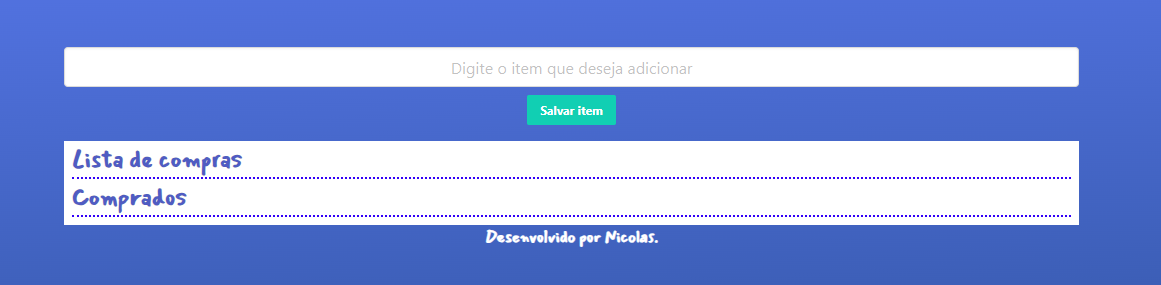 Digite o item que deseja adicionar
Salvar item
Lista de compras
Comprados
Desenvolvido por Nicolas.